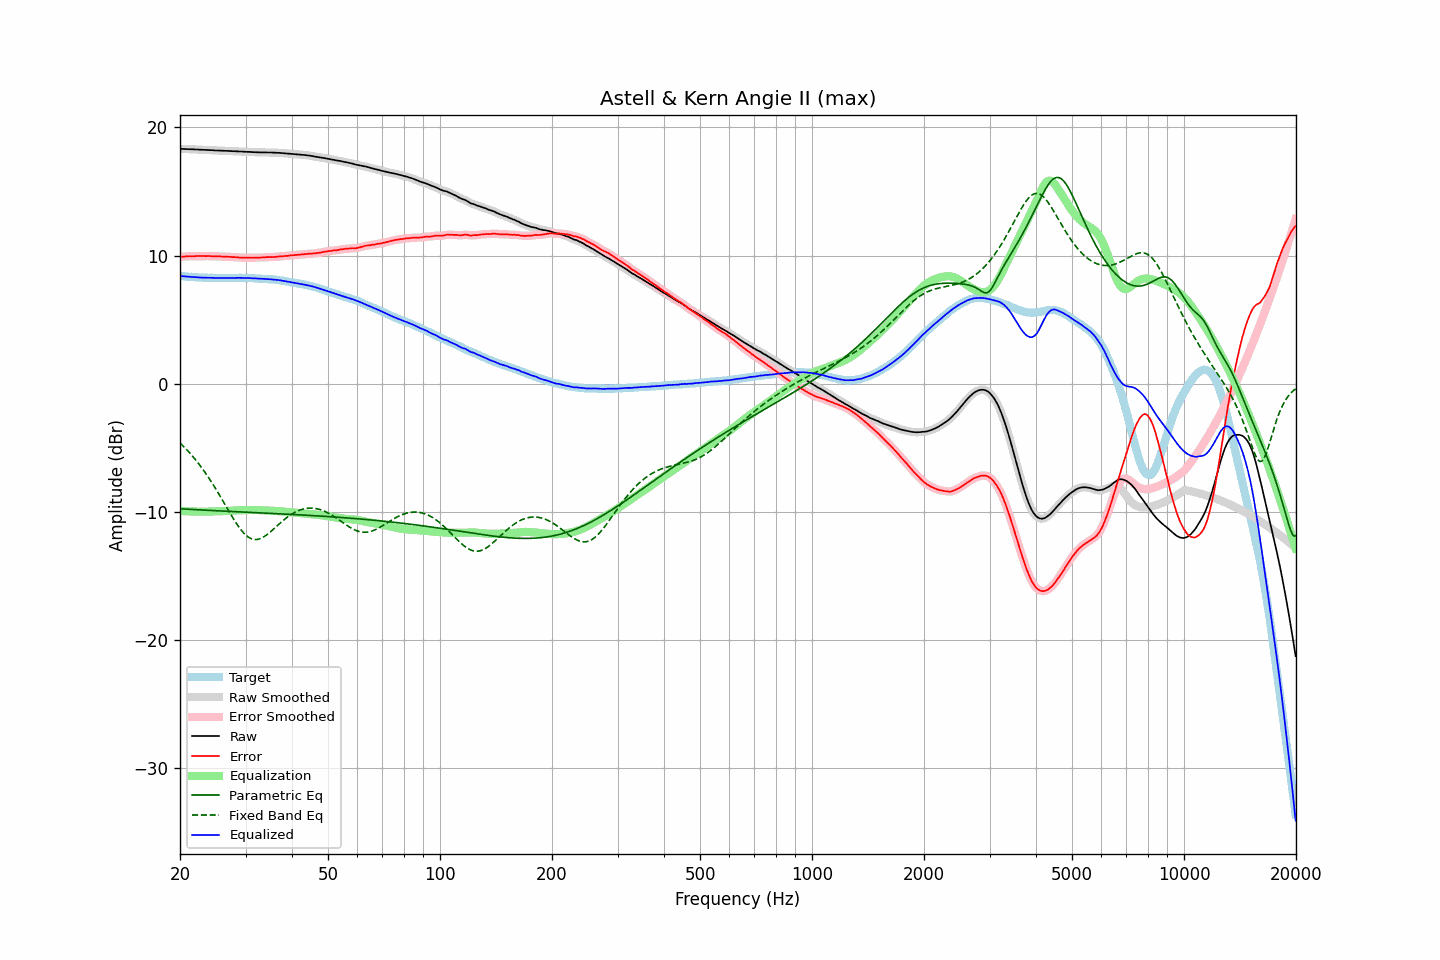 Astell & Kern Angie II (max)
20
10
0
−10
−20
−30
Amplitude (dBr)
Target
Raw Smoothed
Error Smoothed
Raw
Error
Equalization
Parametric Eq
Fixed Band Eq
Equalized
20 50 100 200 500 1000 2000 5000 10000 20000
Frequency (Hz)